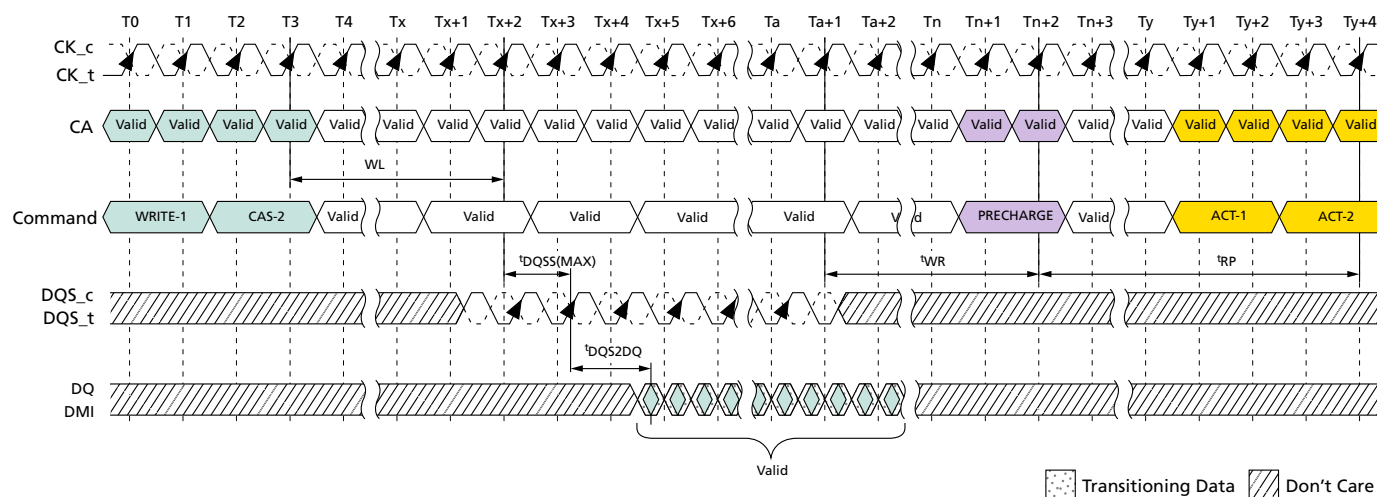 T0 T1 T2 T3 T4 Tx Tx+1 Tx+2 Tx+3 Tx+4 Tx+5 Tx+6 Ta Ta+1 Ta+2 Tn Tn+1 Tn+2 Tn+3 Ty Ty+1 Ty+2 Ty+3 Ty+4
CK_c
CK_t
CA Valid Valid Valid Valid Valid Valid Valid Valid Valid Valid Valid Valid Valid Valid Valid Valid Valid Valid Valid Valid Valid Valid Valid Valid
WL
Command WRITE-1 CAS-2 Valid Valid Valid Valid Valid Valid PRECHARGE Valid ACT-1 ACT-2
tDQSS(MAX) tWR tRP
DQS_c
DQS_t
tDQS2DQ
DQ
DMI
Valid
Transitioning Data Don't Care